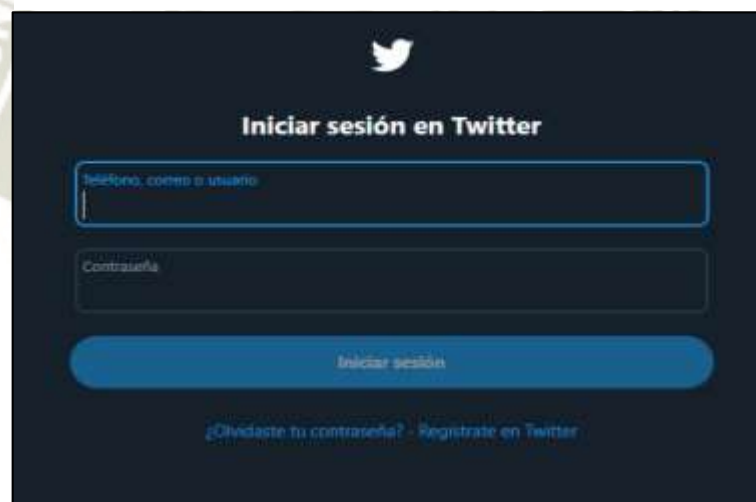 Iniciar sesión en Twitter
Teléfono, correo o usuario
Contraseña
Iniciar sesión
¿Olvidaste tu contraseña? - Regístrate en Twitter